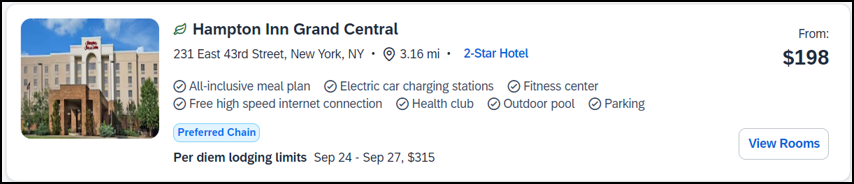 Hampton Inn Grand Central
231 East 43rd Street, New York, NY • 3.16 mi • 2-Star Hotel
From:
$198
All-inclusive meal plan Electric car charging stations Fitness center
Free high speed internet connection Health club Outdoor pool Parking
Preferred Chain
View Rooms
Per diem lodging limits Sep 24 - Sep 27, $315